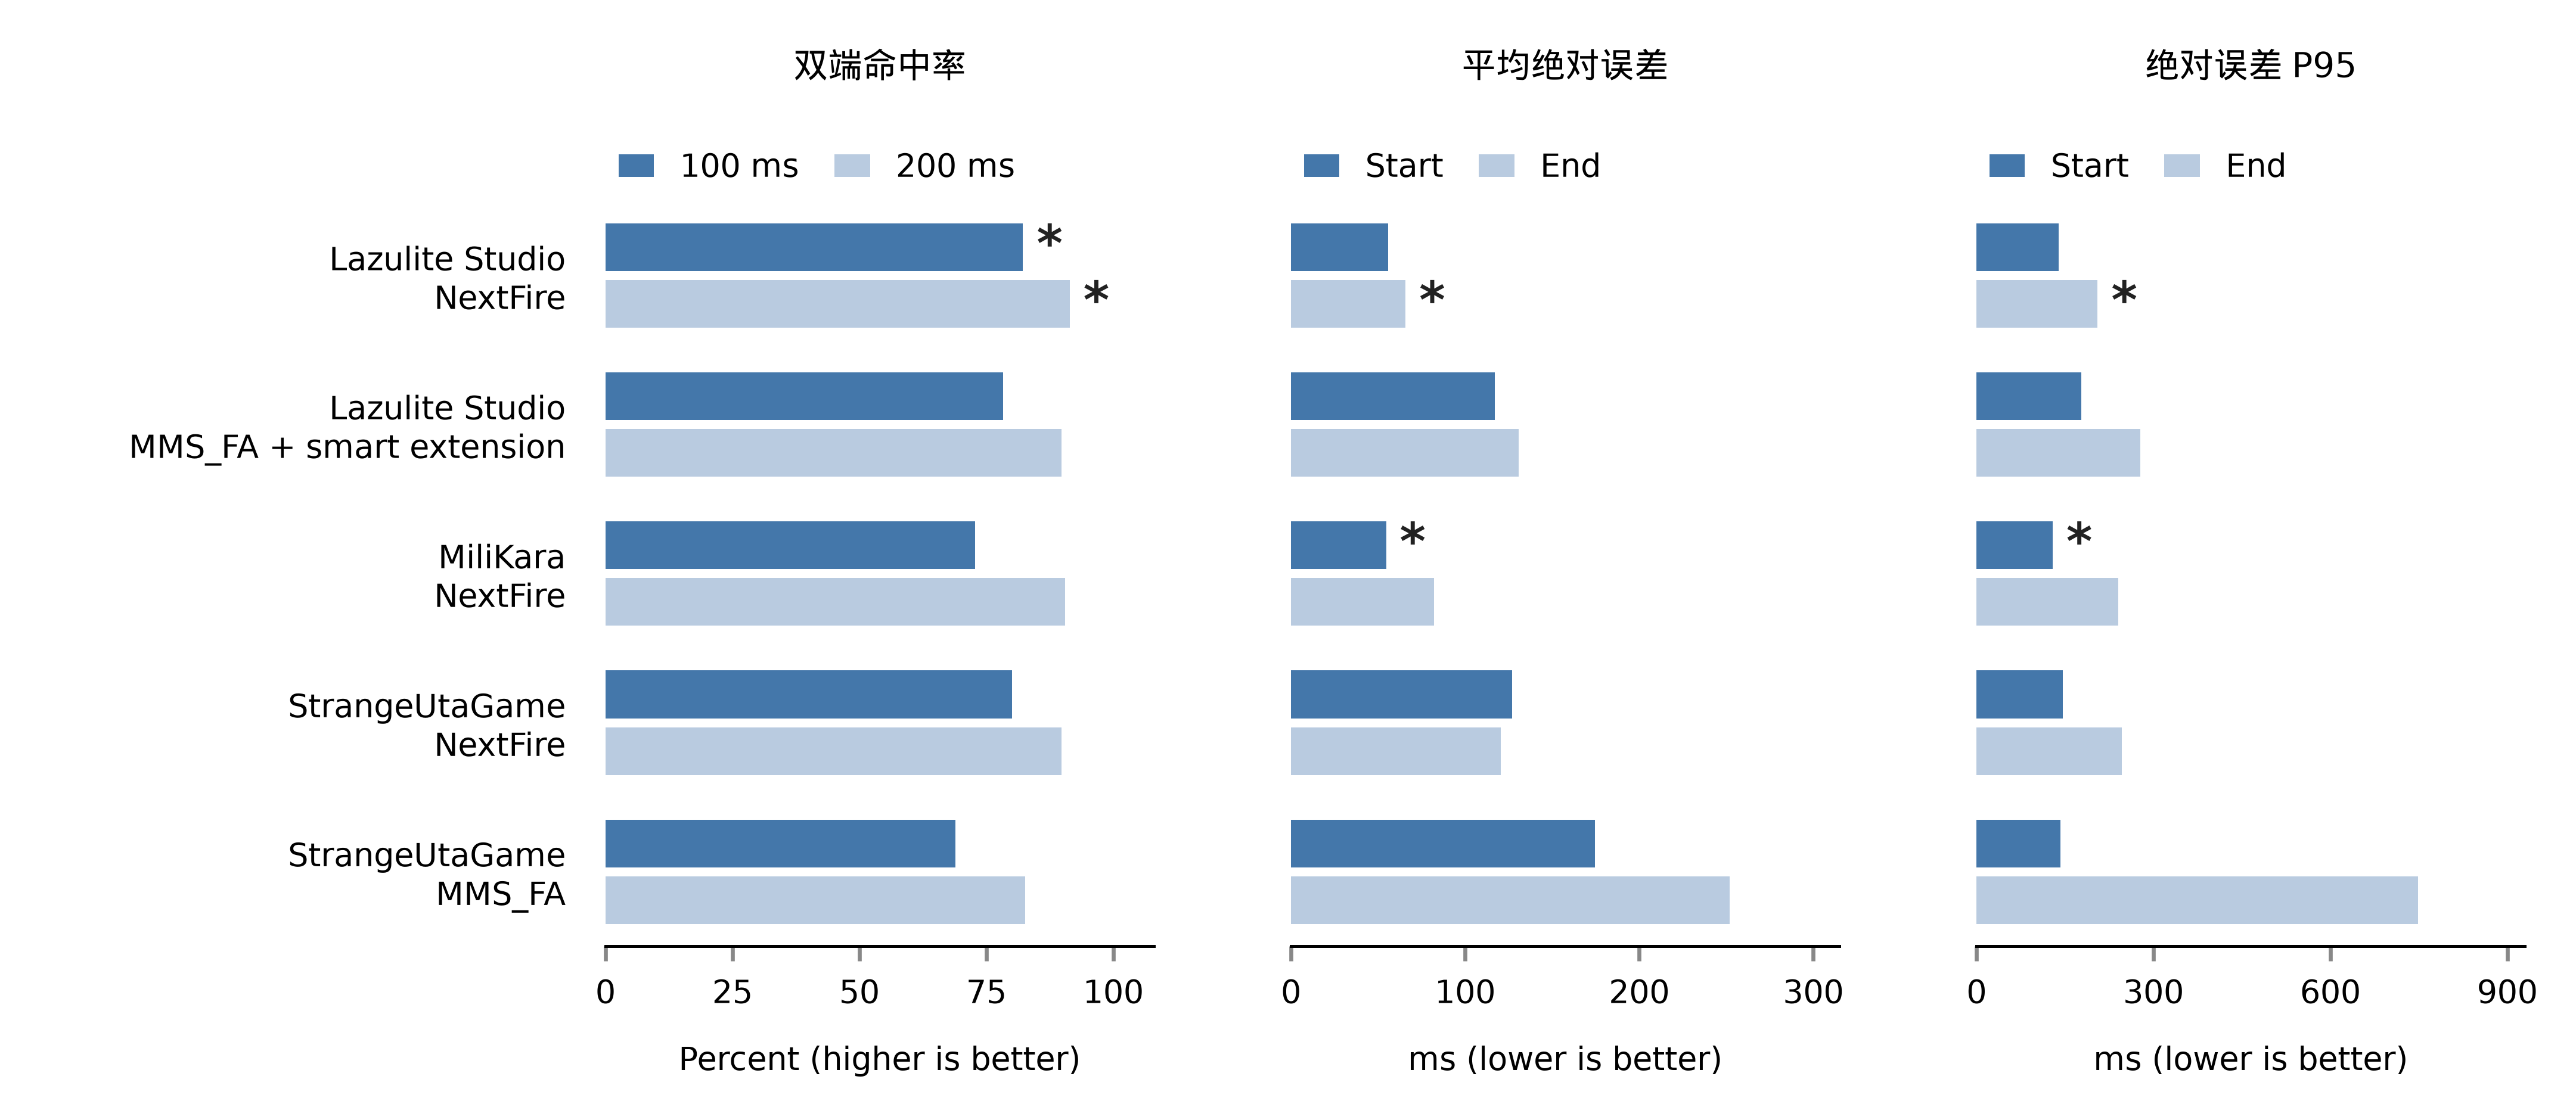 双端命中率
平均绝对误差
绝对误差 P95
100 ms
200 ms
Start
End
Start
End
*
Lazulite Studio
NextFire
*
*
*
Lazulite Studio
MMS_FA + smart extension
MiliKara
NextFire
*
*
StrangeUtaGame
NextFire
StrangeUtaGame
MMS_FA
0 25 50 75 100
0 100 200 300
0 300 600 900
Percent (higher is better)
ms (lower is better)
ms (lower is better)